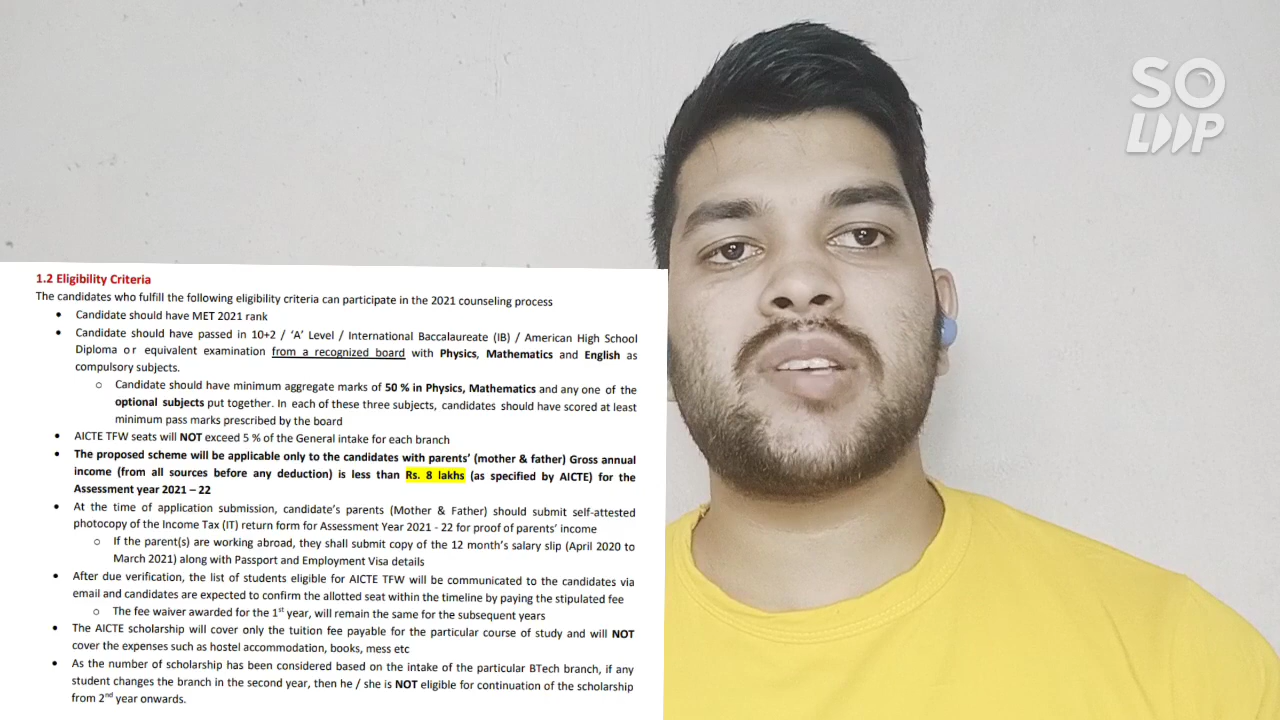 SO
LOOP
1.2 Eligibility Criteria
The candidates who fulfill the following eligibility criteria can participate in the 2021 counseling process
• Candidate should have MET 2021 rank
• Candidate should have passed in 10+2 / ‘A’ Level / International Baccalaureate (IB) / American High School
Diploma or equivalent examination from a recognized board with Physics, Mathematics and English as
compulsory subjects.
o Candidate should have minimum aggregate marks of 50 % in Physics, Mathematics and any one of the
optional subjects put together. In each of these three subjects, candidates should have scored at least
minimum pass marks prescribed by the board
• AICTE TFW seats will NOT exceed 5 % of the General intake for each branch
• The proposed scheme will be applicable only to the candidates with parents’ (mother & father) Gross annual
income (from all sources before any deduction) is less than Rs. 8 lakhs (as specified by AICTE) for the
Assessment year 2021 – 22
• At the time of application submission, candidate’s parents (Mother & Father) should submit self-attested
photocopy of the Income Tax (IT) return form for Assessment Year 2021 - 22 for proof of parents’ income
o If the parent(s) are working abroad, they shall submit copy of the 12 month’s salary slip (April 2020 to
March 2021) along with Passport and Employment Visa details
• After due verification, the list of students eligible for AICTE TFW will be communicated to the candidates via
email and candidates are expected to confirm the allotted seat within the timeline by paying the stipulated fee
o The fee waiver awarded for the 1st year, will remain the same for the subsequent years
• The AICTE scholarship will cover only the tuition fee payable for the particular course of study and will NOT
cover the expenses such as hostel accommodation, books, mess etc
• As the number of scholarship has been considered based on the intake of the particular BTech branch, if any
student changes the branch in the second year, then he / she is NOT eligible for continuation of the scholarship
from 2nd year onwards.